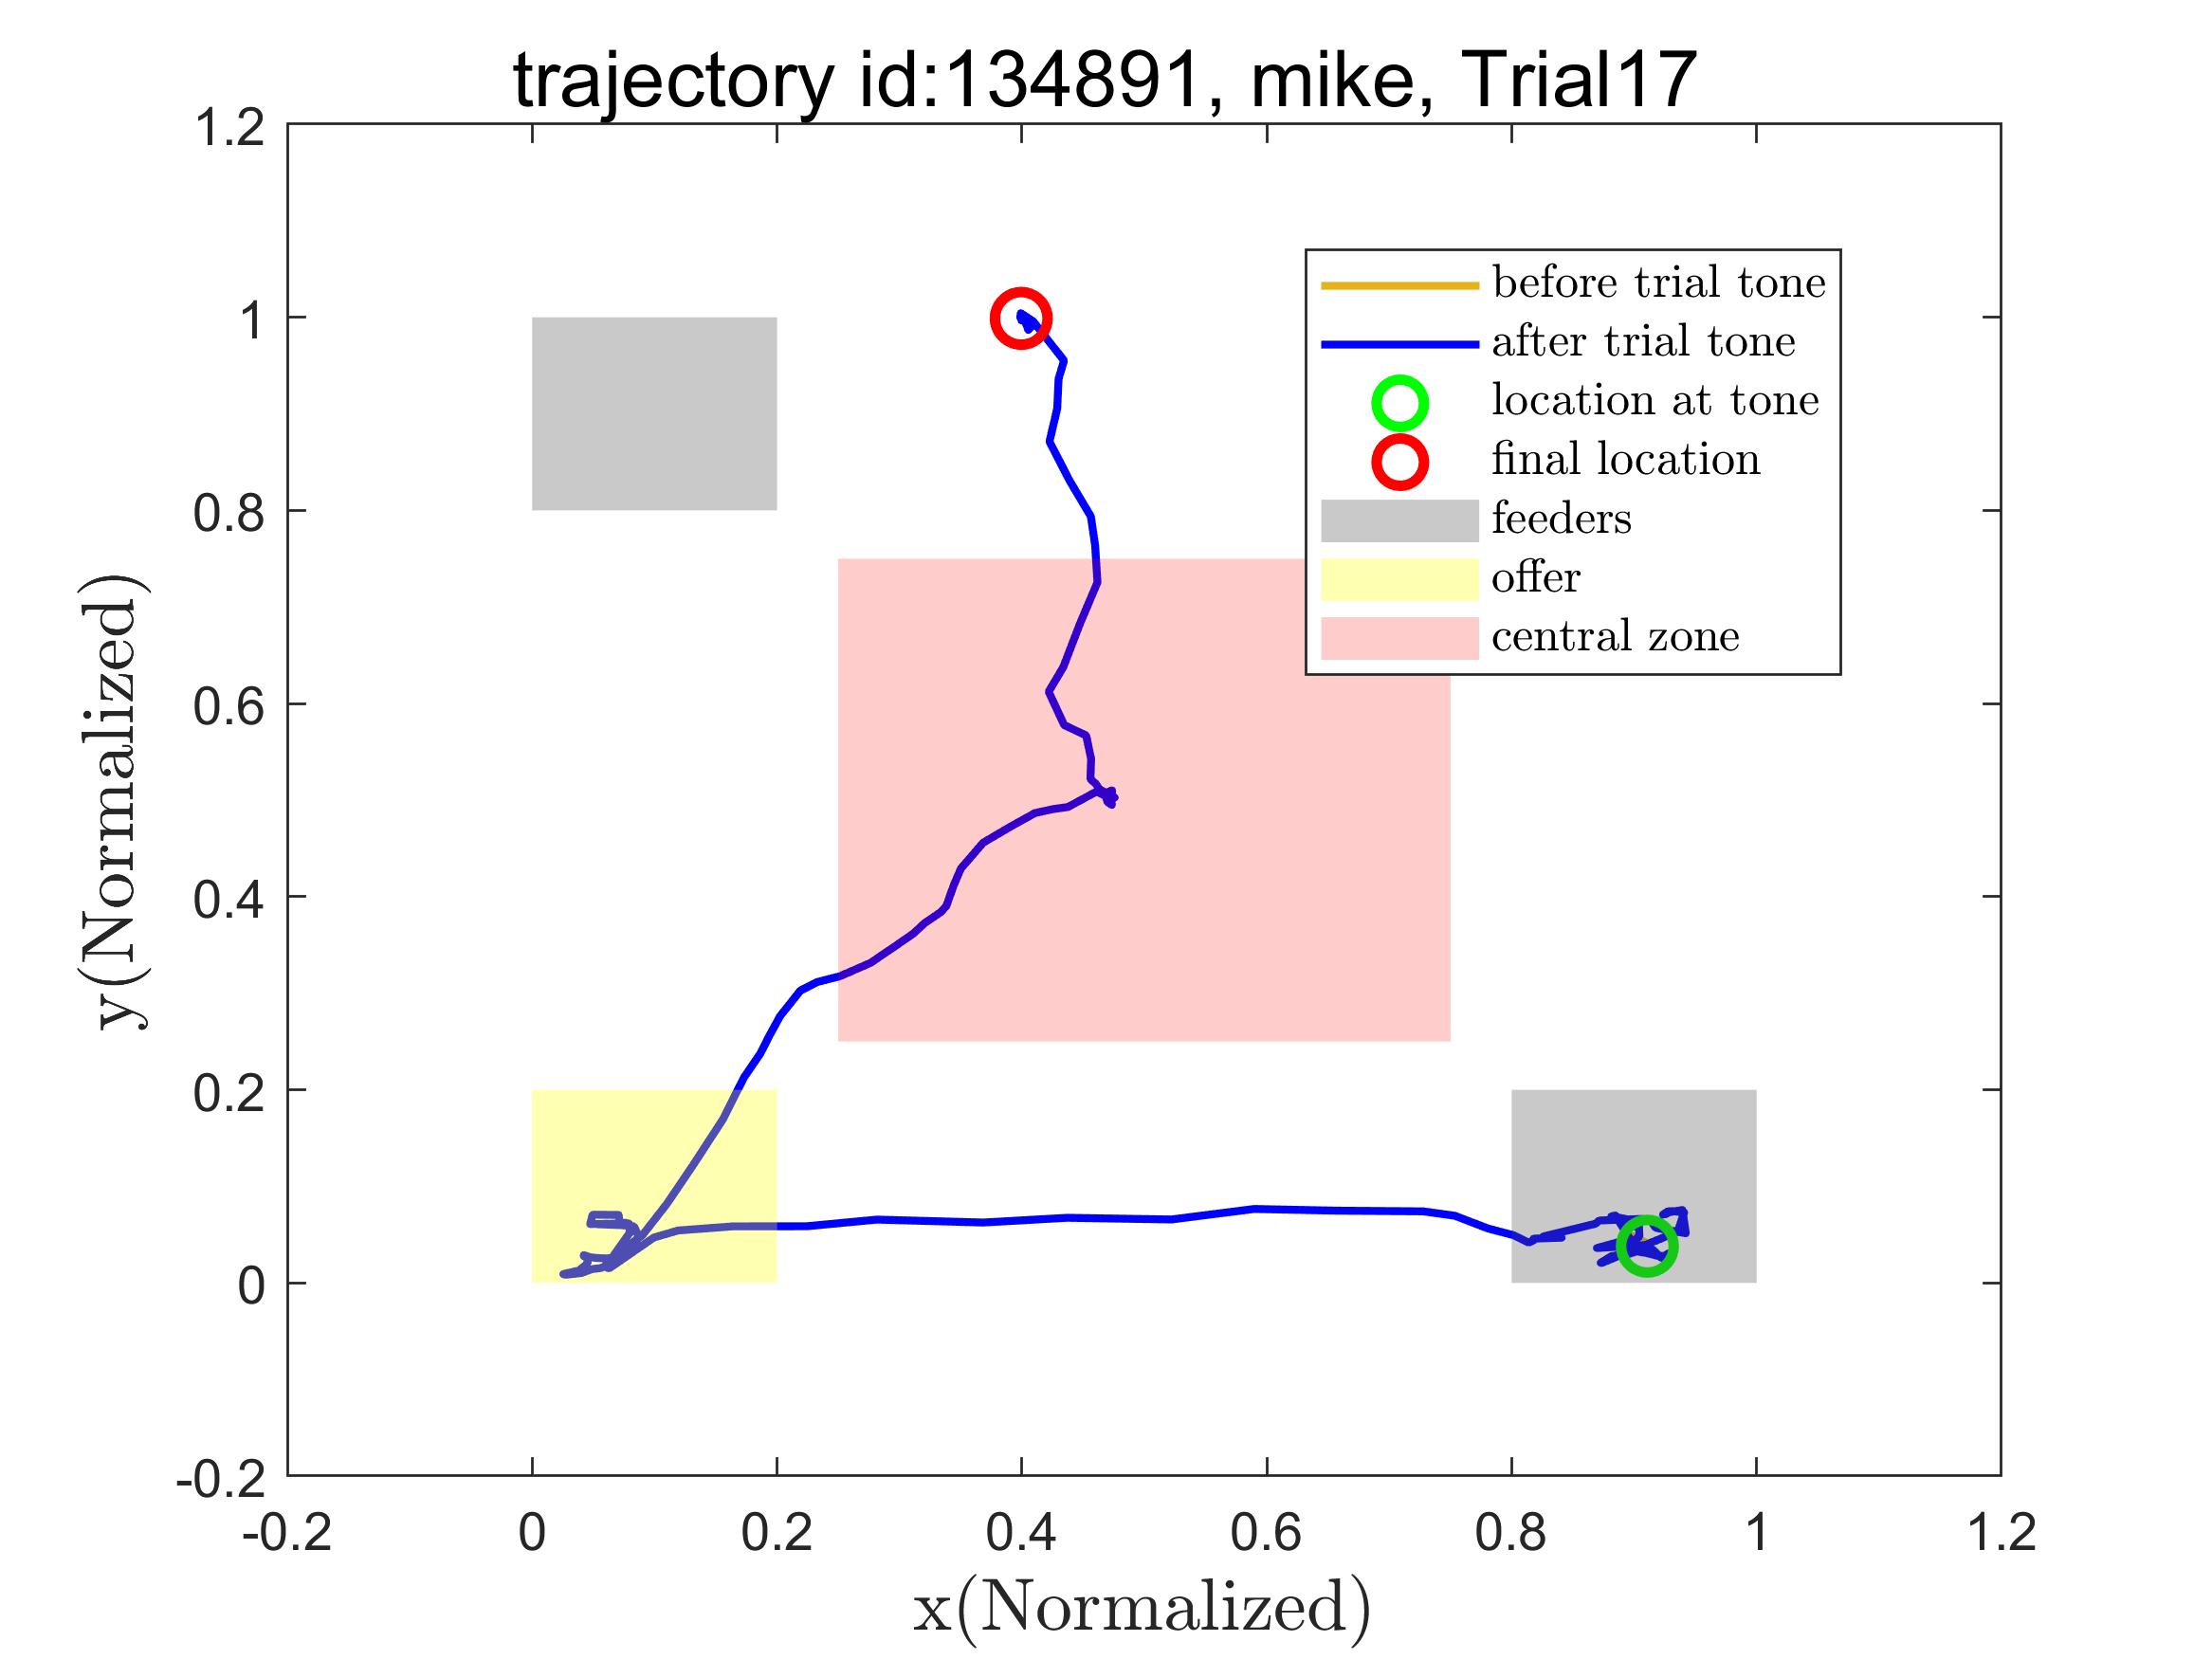 trajectory id:134891, mike, Trial17
1.2
1
0.8
0.6
0.4
0.2
0
-0.2
y(Normalized)
before trial tone
after trial tone
location at tone
final location
feeders
offer
central zone
-0.2 0 0.2 0.4 0.6 0.8 1 1.2
x(Normalized)